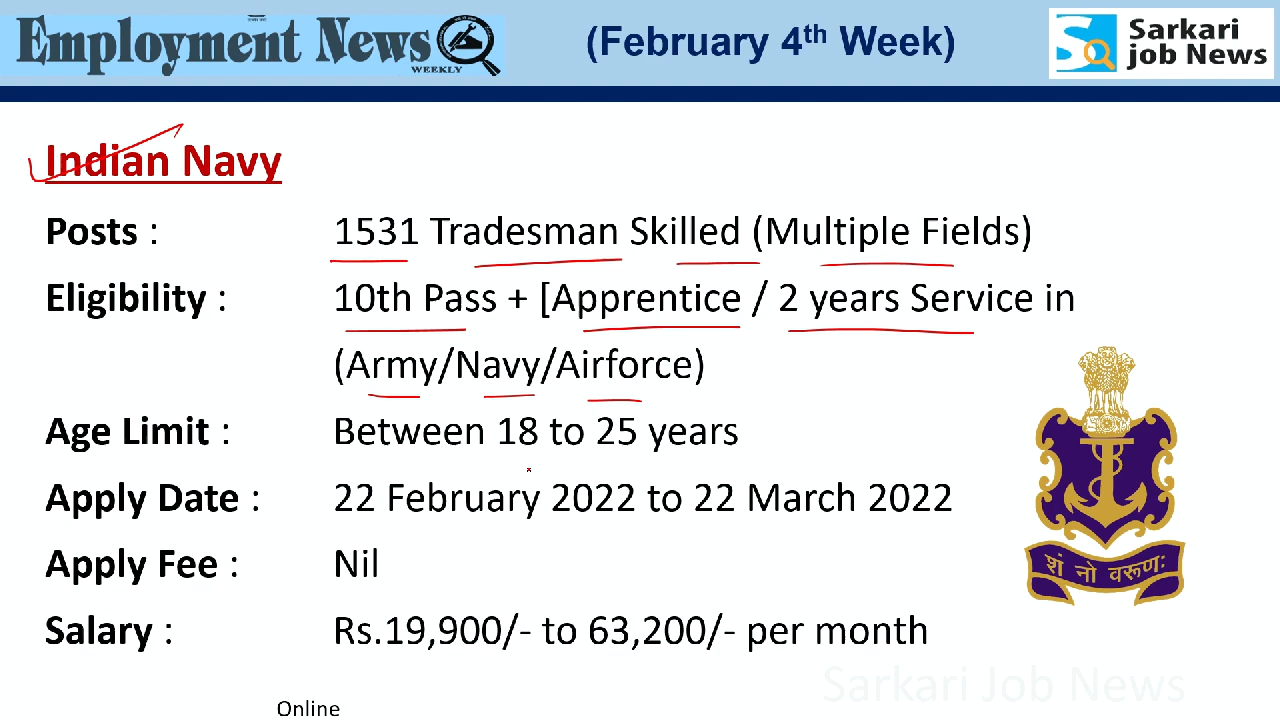 Employment News
WEEKLY
(February 4th Week)
Sarkari
job News
Indian Navy
Posts : 1531 Tradesman Skilled (Multiple Fields)
Eligibility : 10th Pass + [Apprentice / 2 years Service in
(Army/Navy/Airforce)
Age Limit : Between 18 to 25 years
Apply Date : 22 February 2022 to 22 March 2022
Apply Fee : Nil
Salary : Rs.19,900/- to 63,200/- per month
शं नो वरूणः
Sarkari Job News
Online